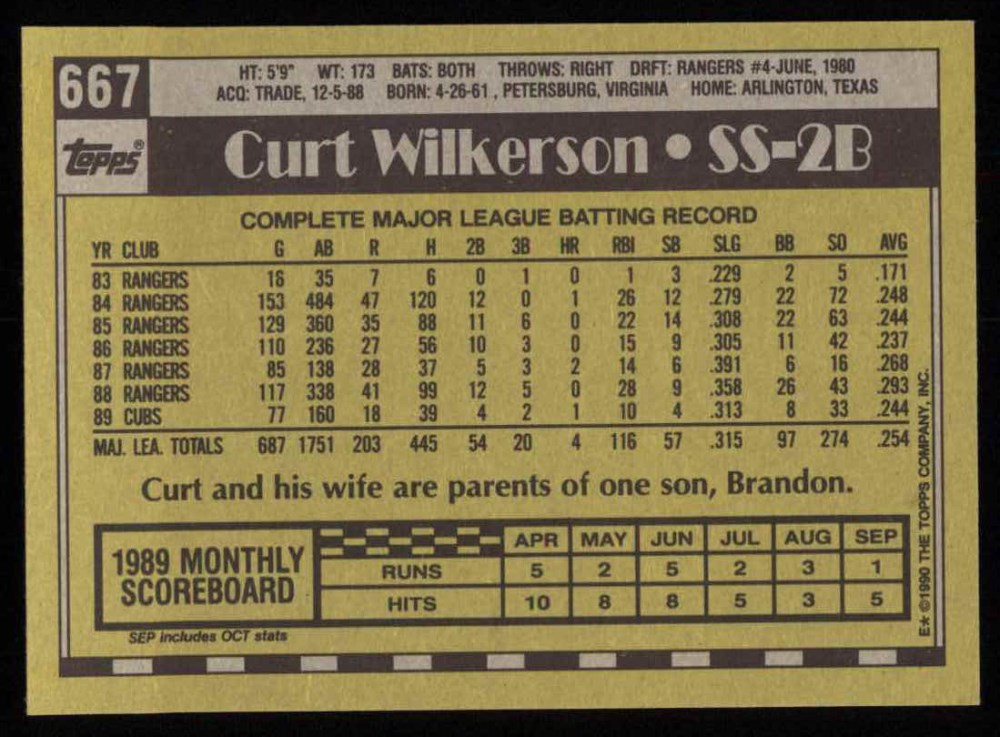 667
HT: 5'9" WT: 173 BATS: BOTH THROWS: RIGHT DRFT: RANGERS #4-JUNE, 1980
ACQ: TRADE, 12-5-88 BORN: 4-26-61, PETERSBURG, VIRGINIA HOME: ARLINGTON, TEXAS
topps®
Curt Wilkerson • SS-2B
COMPLETE MAJOR LEAGUE BATTING RECORD
YR CLUB G AB R H 2B 3B HR RBI SB SLG BB SO AVG
83 RANGERS 16 35 7 6 0 1 0 1 3 .229 2 5 .171
84 RANGERS 153 484 47 120 12 0 1 26 12 .279 22 72 .248
85 RANGERS 129 360 35 88 11 6 0 22 14 .308 22 63 .244
86 RANGERS 110 236 27 56 10 3 0 15 9 .305 11 42 .237
87 RANGERS 85 138 28 37 5 3 2 14 6 .391 6 16 .268
88 RANGERS 117 338 41 99 12 5 0 28 9 .358 26 43 .293
89 CUBS 77 160 18 39 4 2 1 10 4 .313 8 33 .244
MAJ. LEA. TOTALS 687 1751 203 445 54 20 4 116 57 .315 97 274 .254
Curt and his wife are parents of one son, Brandon.
1989 MONTHLY
SCOREBOARD
APR MAY JUN JUL AUG SEP
RUNS 5 2 5 2 3 1
HITS 10 8 8 5 3 5
SEP includes OCT stats
E* ©1990 THE TOPPS COMPANY, INC.